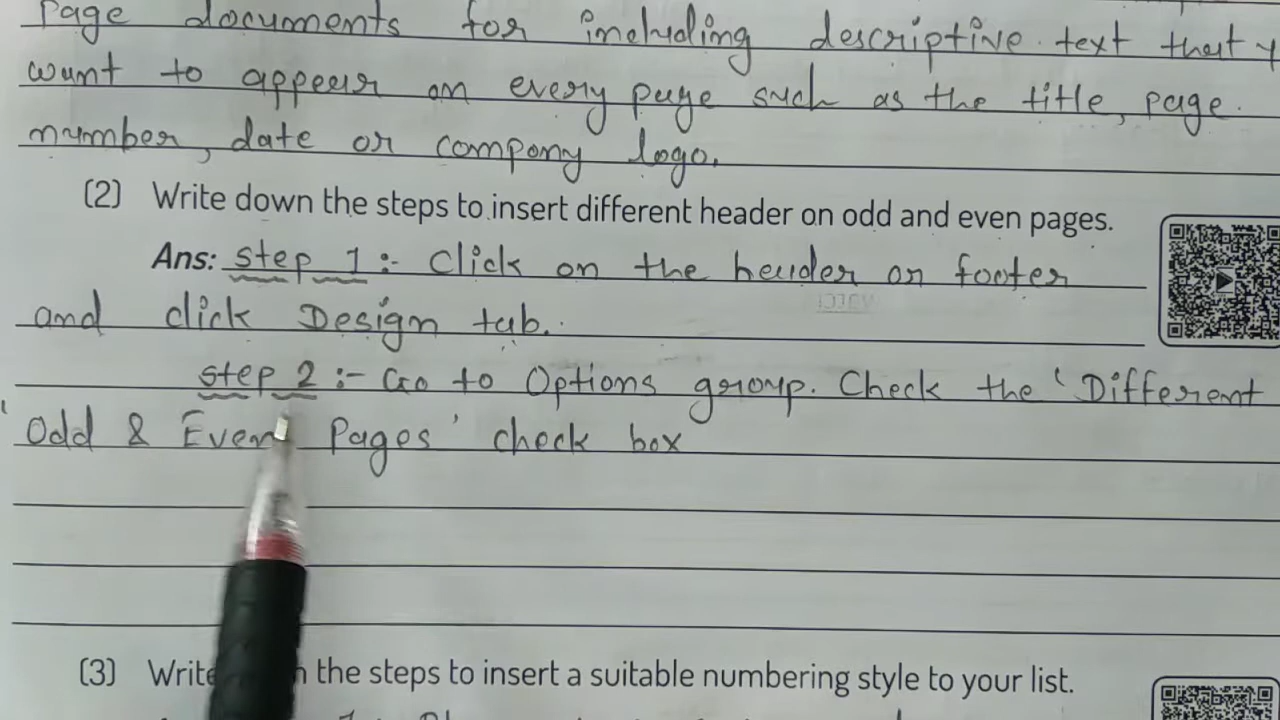 Page documents for including descriptive text that y
want to appear on every page such as the title, page.
number, date or company logo.
(2) Write down the steps to insert different header on odd and even pages.
Ans: step 1 :- Click on the header or footer
and click Design tab.
step 2 :- Go to Options group. Check the 'Different
'Odd & Even Pages' check box
(3) Write the steps to insert a suitable numbering style to your list.